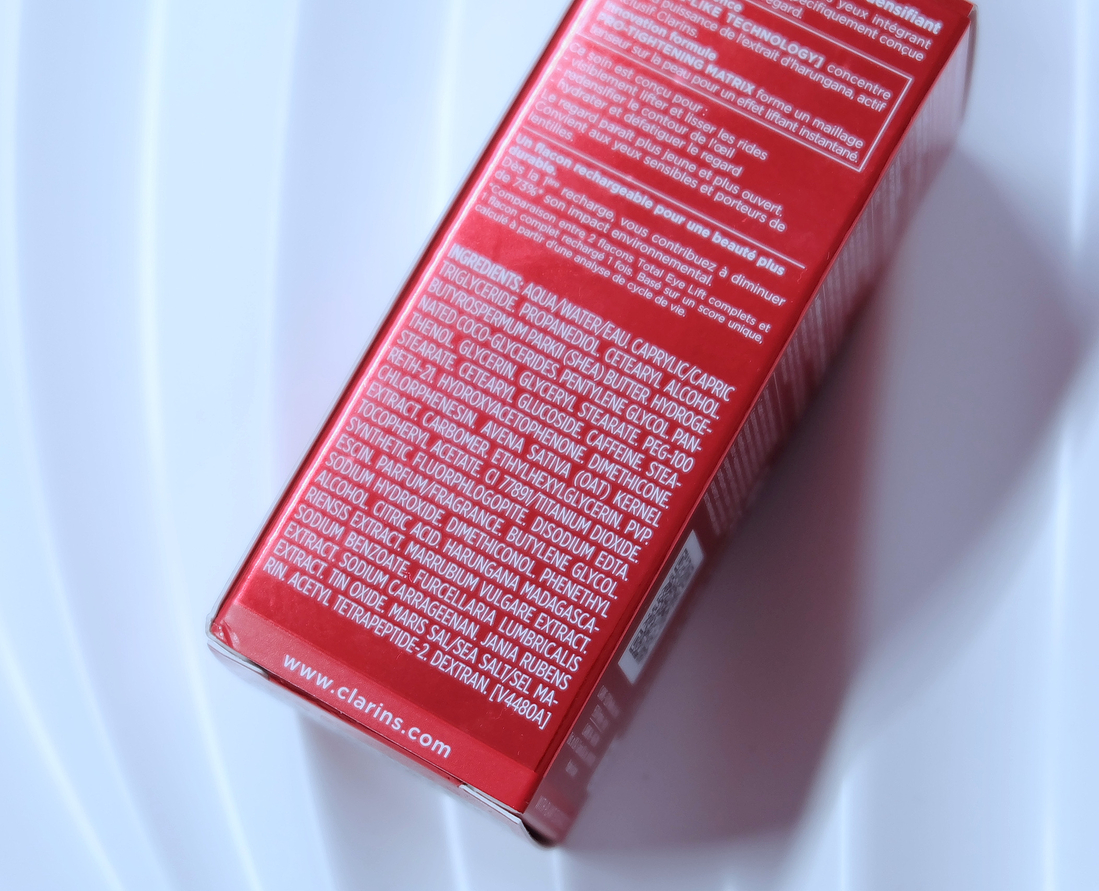 densifiant
spécifiquement conçue
yeux intégrant
regard.
-LIKE TECHNOLOGY] concentre
puissance de l'extrait d'harungana, actif
exclusif Clarins.
Innovation formule
PRO-TIGHTENING MATRIX forme un maillage
tenseur sur la peau pour un effet liftant instantané.
Ce soin est conçu pour :
visiblement lifter et lisser les rides
redensifier le contour de l'œil
hydrater et défatiguer le regard
Le regard paraît plus jeune et plus ouvert.
Convient aux yeux sensibles et porteurs de
lentilles.
Un flacon rechargeable pour une beauté plus
durable.
Dès la 1ère recharge, vous contribuez à diminuer
de 73%* son impact environnemental.
*Comparaison entre 2 flacons Total Eye Lift complets et
1 flacon complet rechargé 1 fois. Basé sur un score unique,
calculé à partir d'une analyse de cycle de vie.
INGREDIENTS: AQUA/WATER/EAU. CAPRYLIC/CAPRIC
TRIGLYCERIDE. PROPANEDIOL. CETEARYL ALCOHOL.
BUTYROSPERMUM PARKII (SHEA) BUTTER. HYDROGE-
NATED COCO-GLYCERIDES. PENTYLENE GLYCOL. PAN-
THENOL. GLYCERIN. GLYCERYL STEARATE. PEG-100
STEARATE. CETEARYL GLUCOSIDE. CAFFEINE. STEA-
RETH-21. HYDROXYACETOPHENONE. DIMETHICONE.
CHLORPHENESIN. AVENA SATIVA (OAT) KERNEL
EXTRACT. CARBOMER. ETHYLHEXYLGLYCERIN. PVP.
TOCOPHERYL ACETATE. CI 77891/TITANIUM DIOXIDE.
SYNTHETIC FLUORPHLOGOPITE. DISODIUM EDTA.
ESCIN. PARFUM/FRAGRANCE. BUTYLENE GLYCOL.
SODIUM HYDROXIDE. DIMETHICONOL. PHENETHYL
ALCOHOL. CITRIC ACID. HARUNGANA MADAGASCA-
RIENSIS EXTRACT. MARRUBIUM VULGARE EXTRACT.
SODIUM BENZOATE. FURCELLARIA LUMBRICALIS
EXTRACT. SODIUM CARRAGEENAN. JANIA RUBENS
EXTRACT. TIN OXIDE. MARIS SAL/SEA SALT/SEL MA-
RIN. ACETYL TETRAPEPTIDE-2. DEXTRAN. [V4480A]
www.clarins.com